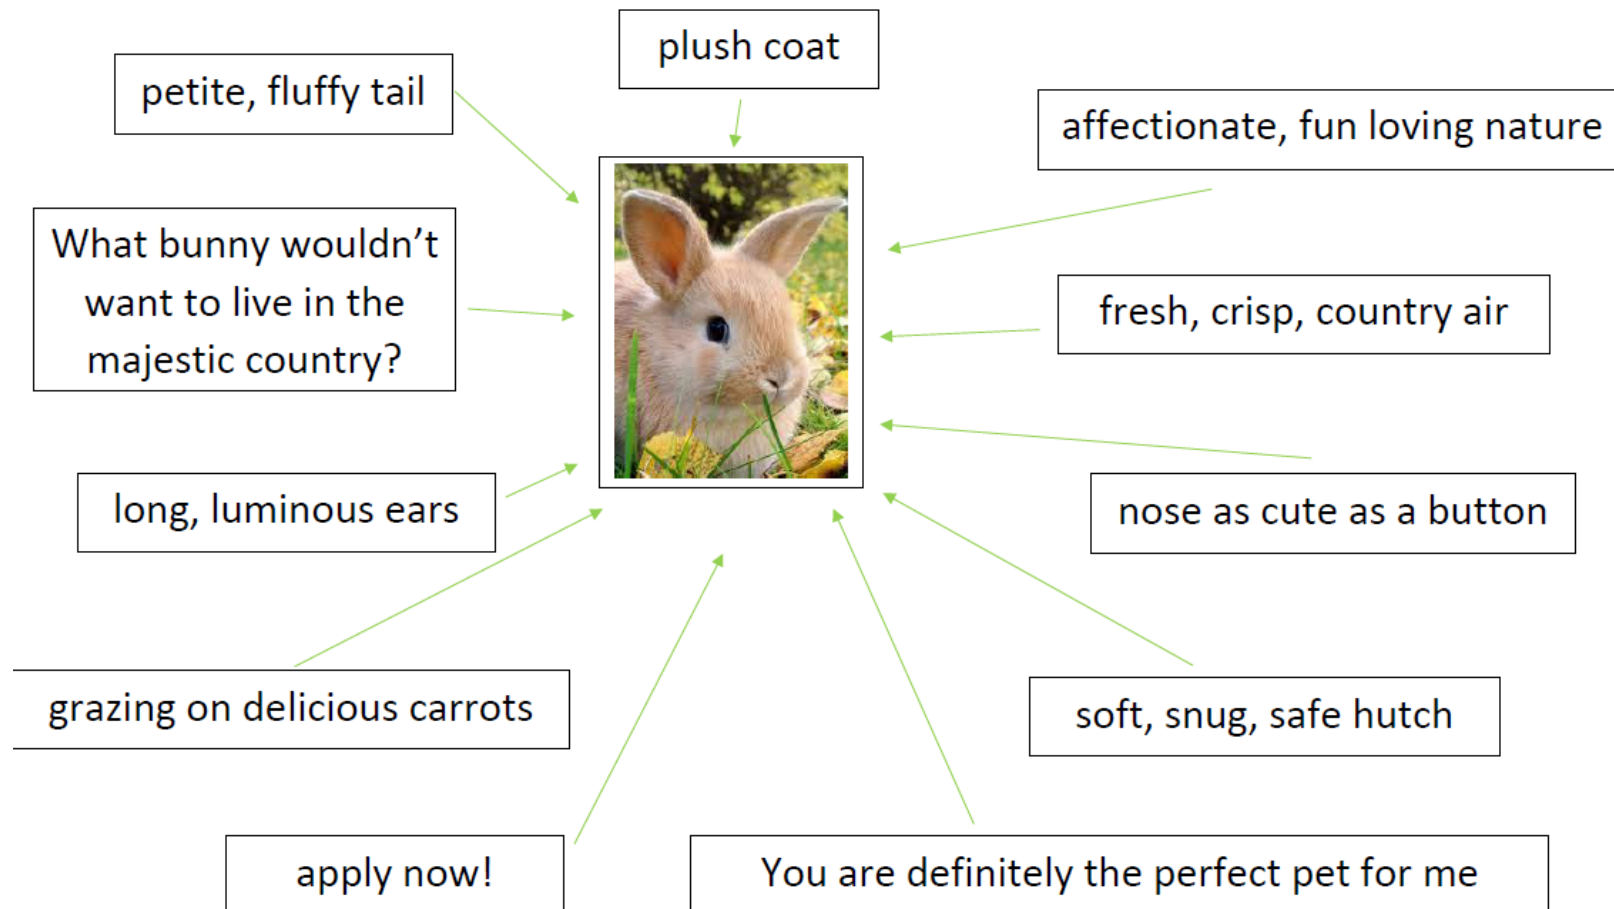 plush coat
petite, fluffy tail
affectionate, fun loving nature
What bunny wouldn’t
want to live in the
majestic country?
fresh, crisp, country air
long, luminous ears
nose as cute as a button
grazing on delicious carrots
soft, snug, safe hutch
apply now!
You are definitely the perfect pet for me